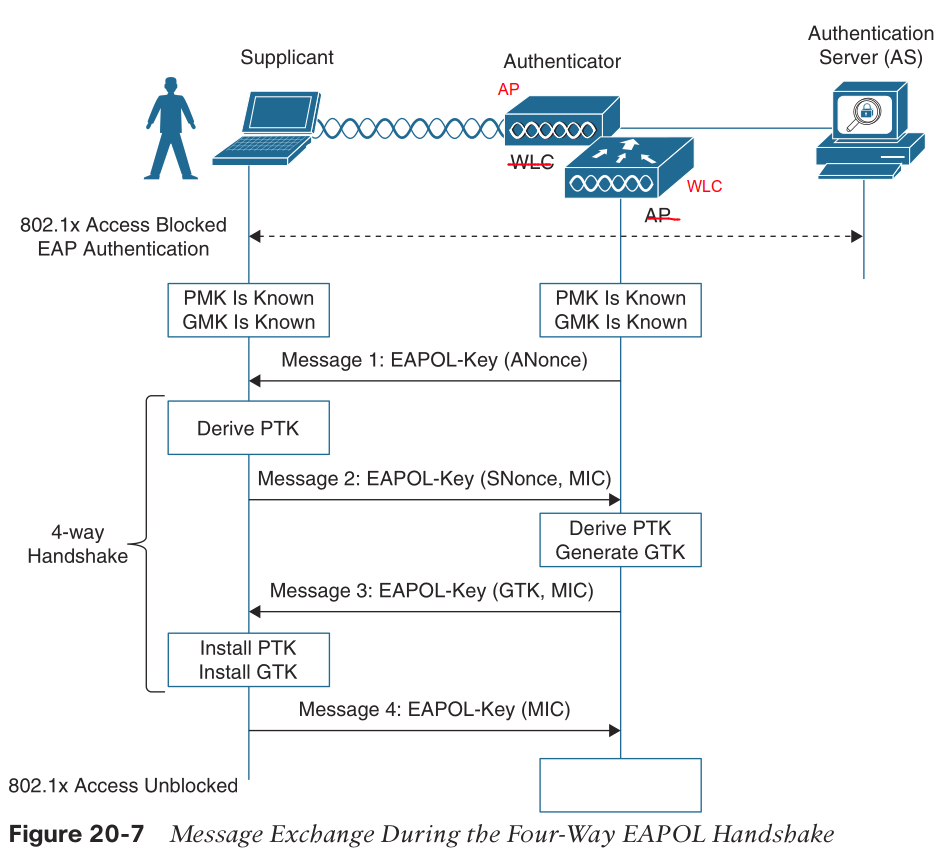 Supplicant
Authenticator
Authentication
Server (AS)
AP
WLC
WLC
AP
802.1x Access Blocked
EAP Authentication
PMK Is Known
GMK Is Known
PMK Is Known
GMK Is Known
Message 1: EAPOL-Key (ANonce)
Derive PTK
Message 2: EAPOL-Key (SNonce, MIC)
Derive PTK
Generate GTK
4-way
Handshake
Message 3: EAPOL-Key (GTK, MIC)
Install PTK
Install GTK
Message 4: EAPOL-Key (MIC)
802.1x Access Unblocked
Figure 20-7 Message Exchange During the Four-Way EAPOL Handshake